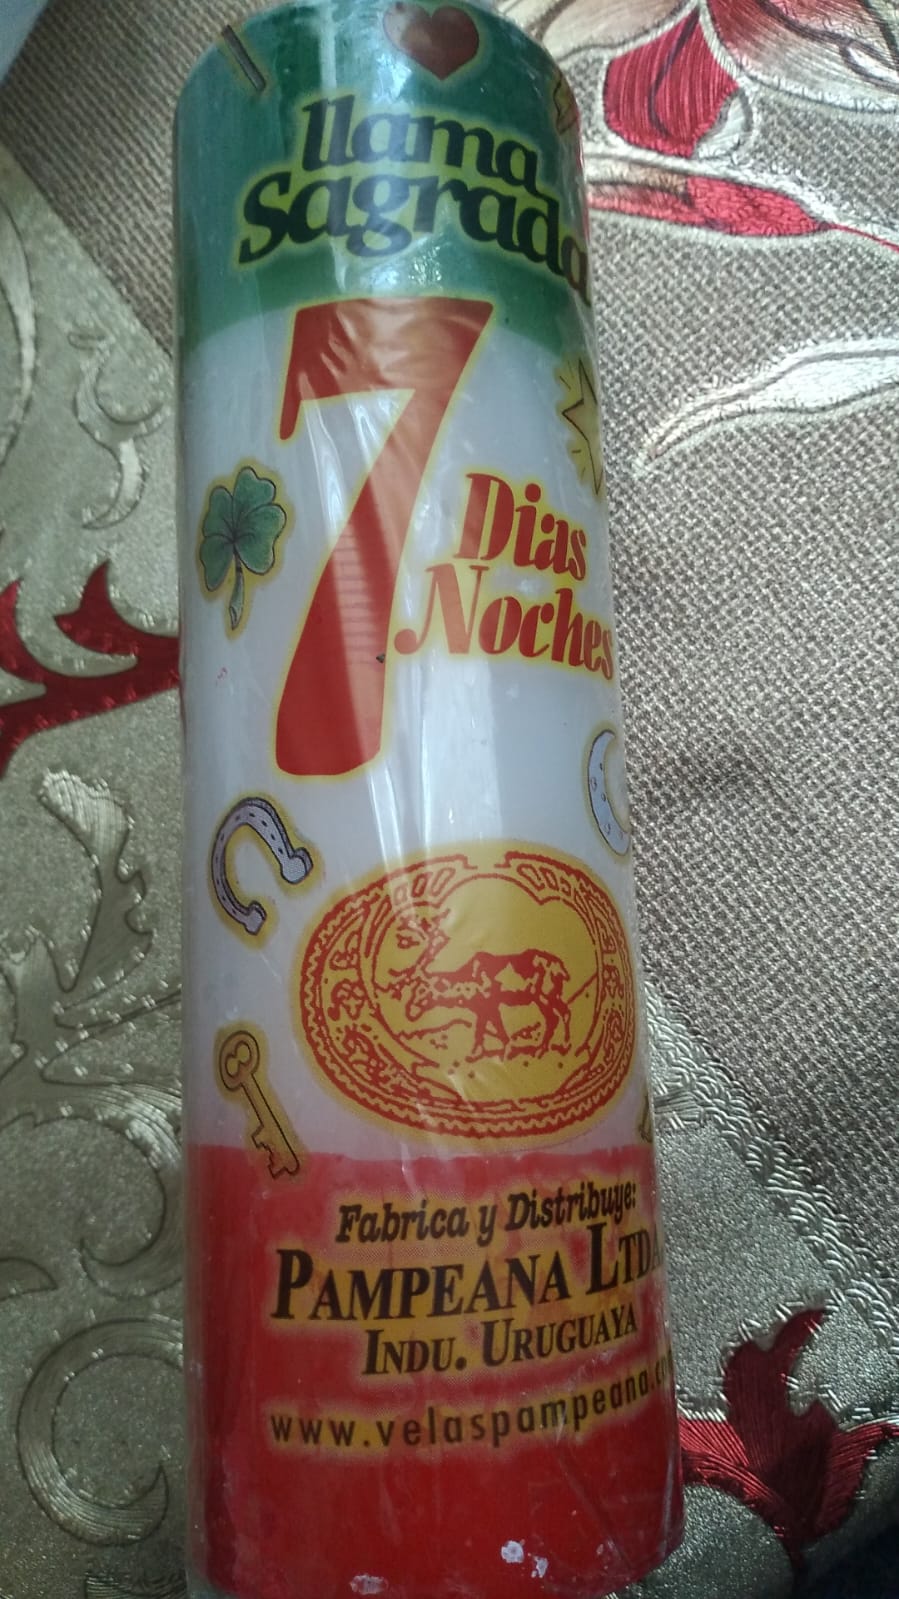 llama
Sagrada
7
Dias
Noches
Fabrica y Distribuye:
PAMPEANA LTDA.
INDU. URUGUAYA
www.velaspampeana.com